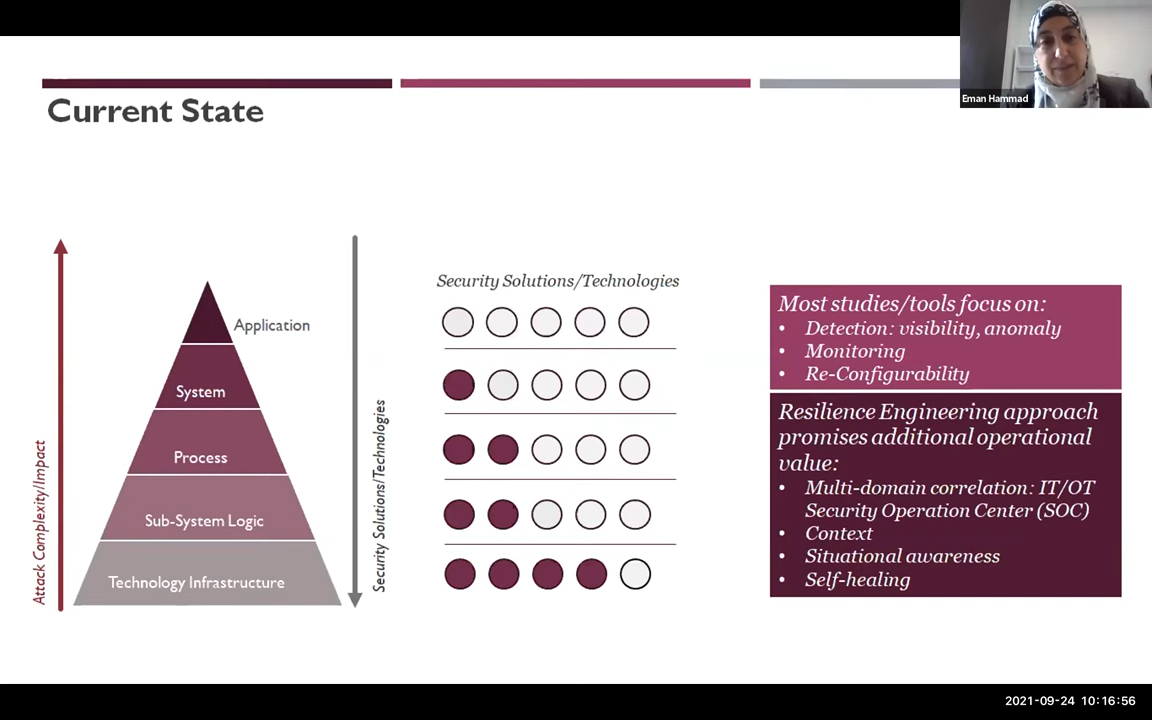 Eman Hammad
Current State
Attack Complexity/Impact
Application
System
Process
Sub-System Logic
Technology Infrastructure
Security Solutions/Technologies
Security Solutions/Technologies
Most studies/tools focus on:
• Detection: visibility, anomaly
• Monitoring
• Re-Configurability
Resilience Engineering approach
promises additional operational
value:
• Multi-domain correlation: IT/OT
Security Operation Center (SOC)
• Context
• Situational awareness
• Self-healing
2021-09-24 10:16:56